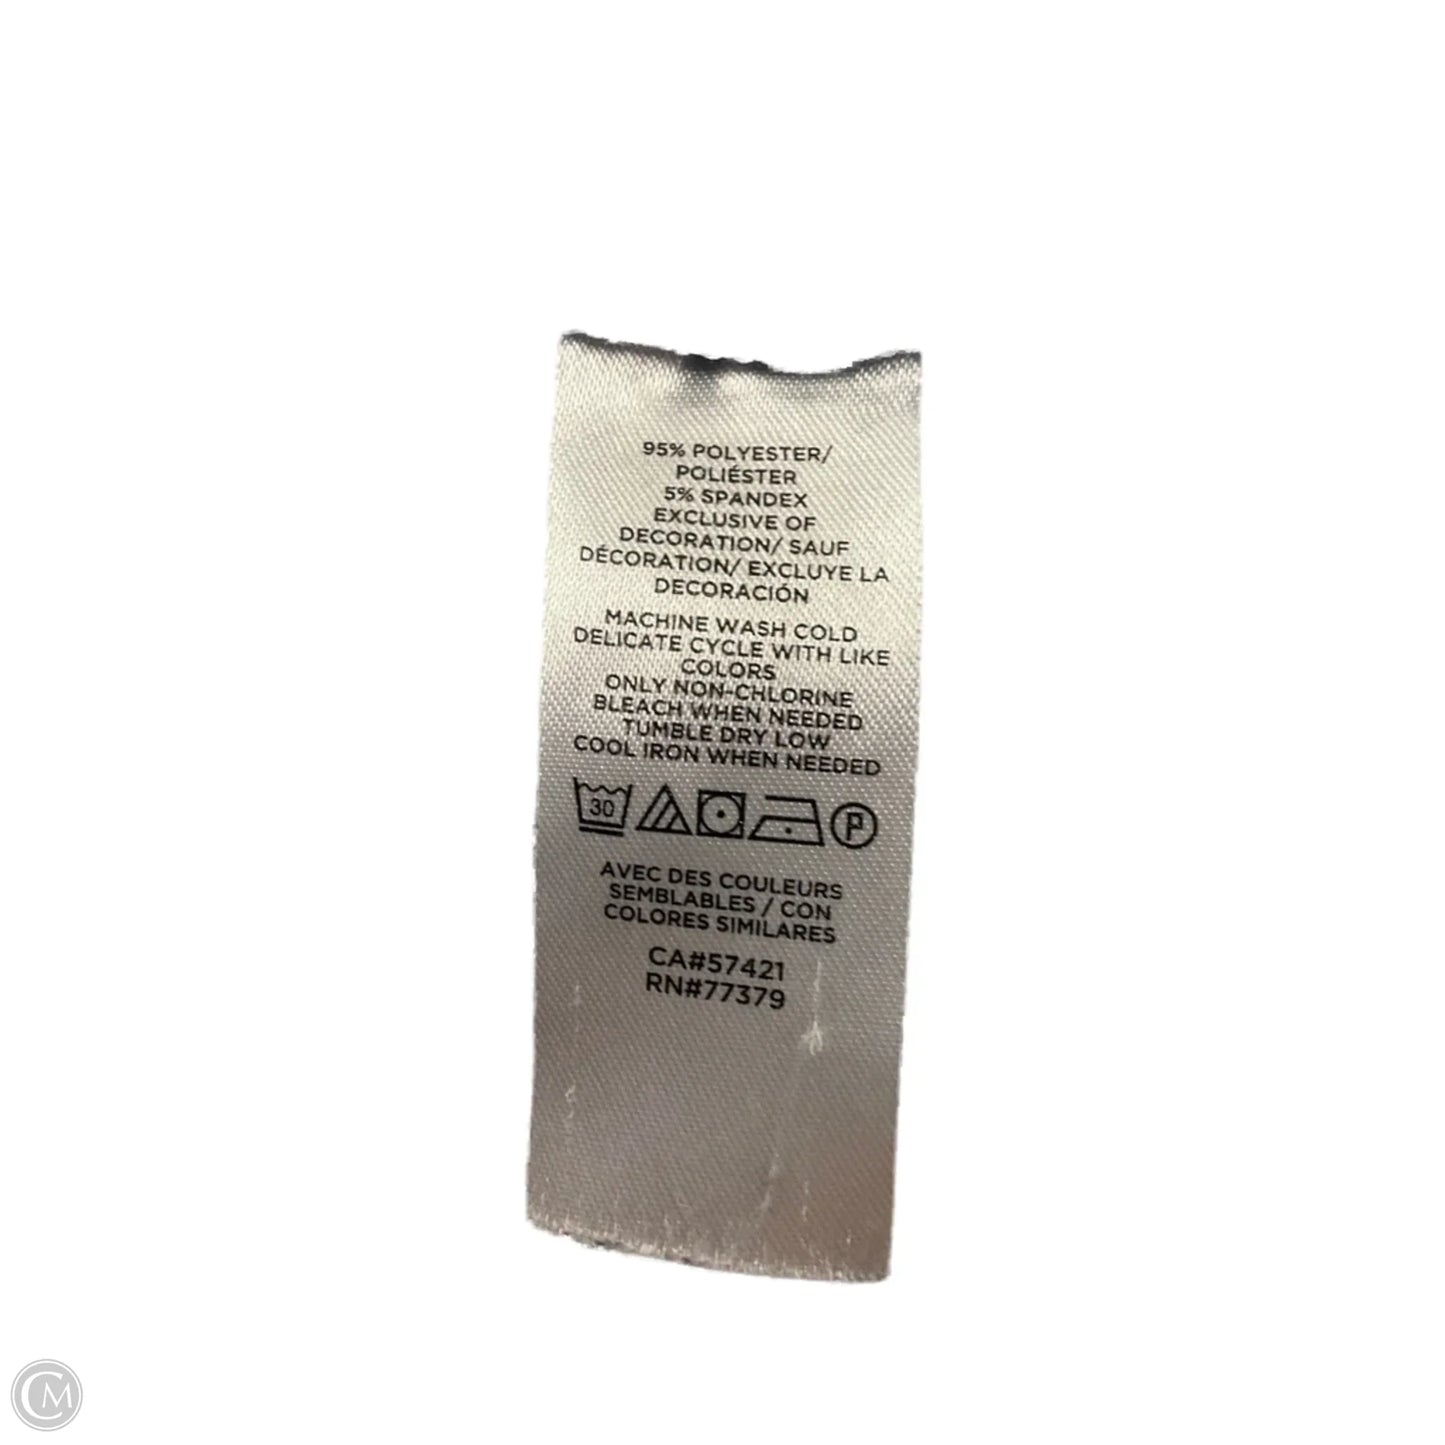 95% POLYESTER/
POLIÉSTER
5% SPANDEX
EXCLUSIVE OF
DECORATION/ SAUF
DÉCORATION/ EXCLUYE LA
DECORACIÓN
MACHINE WASH COLD
DELICATE CYCLE WITH LIKE
COLORS
ONLY NON-CHLORINE
BLEACH WHEN NEEDED
TUMBLE DRY LOW
COOL IRON WHEN NEEDED
30 P
AVEC DES COULEURS
SEMBLABLES / CON
COLORES SIMILARES
CA#57421
RN#77379
CM